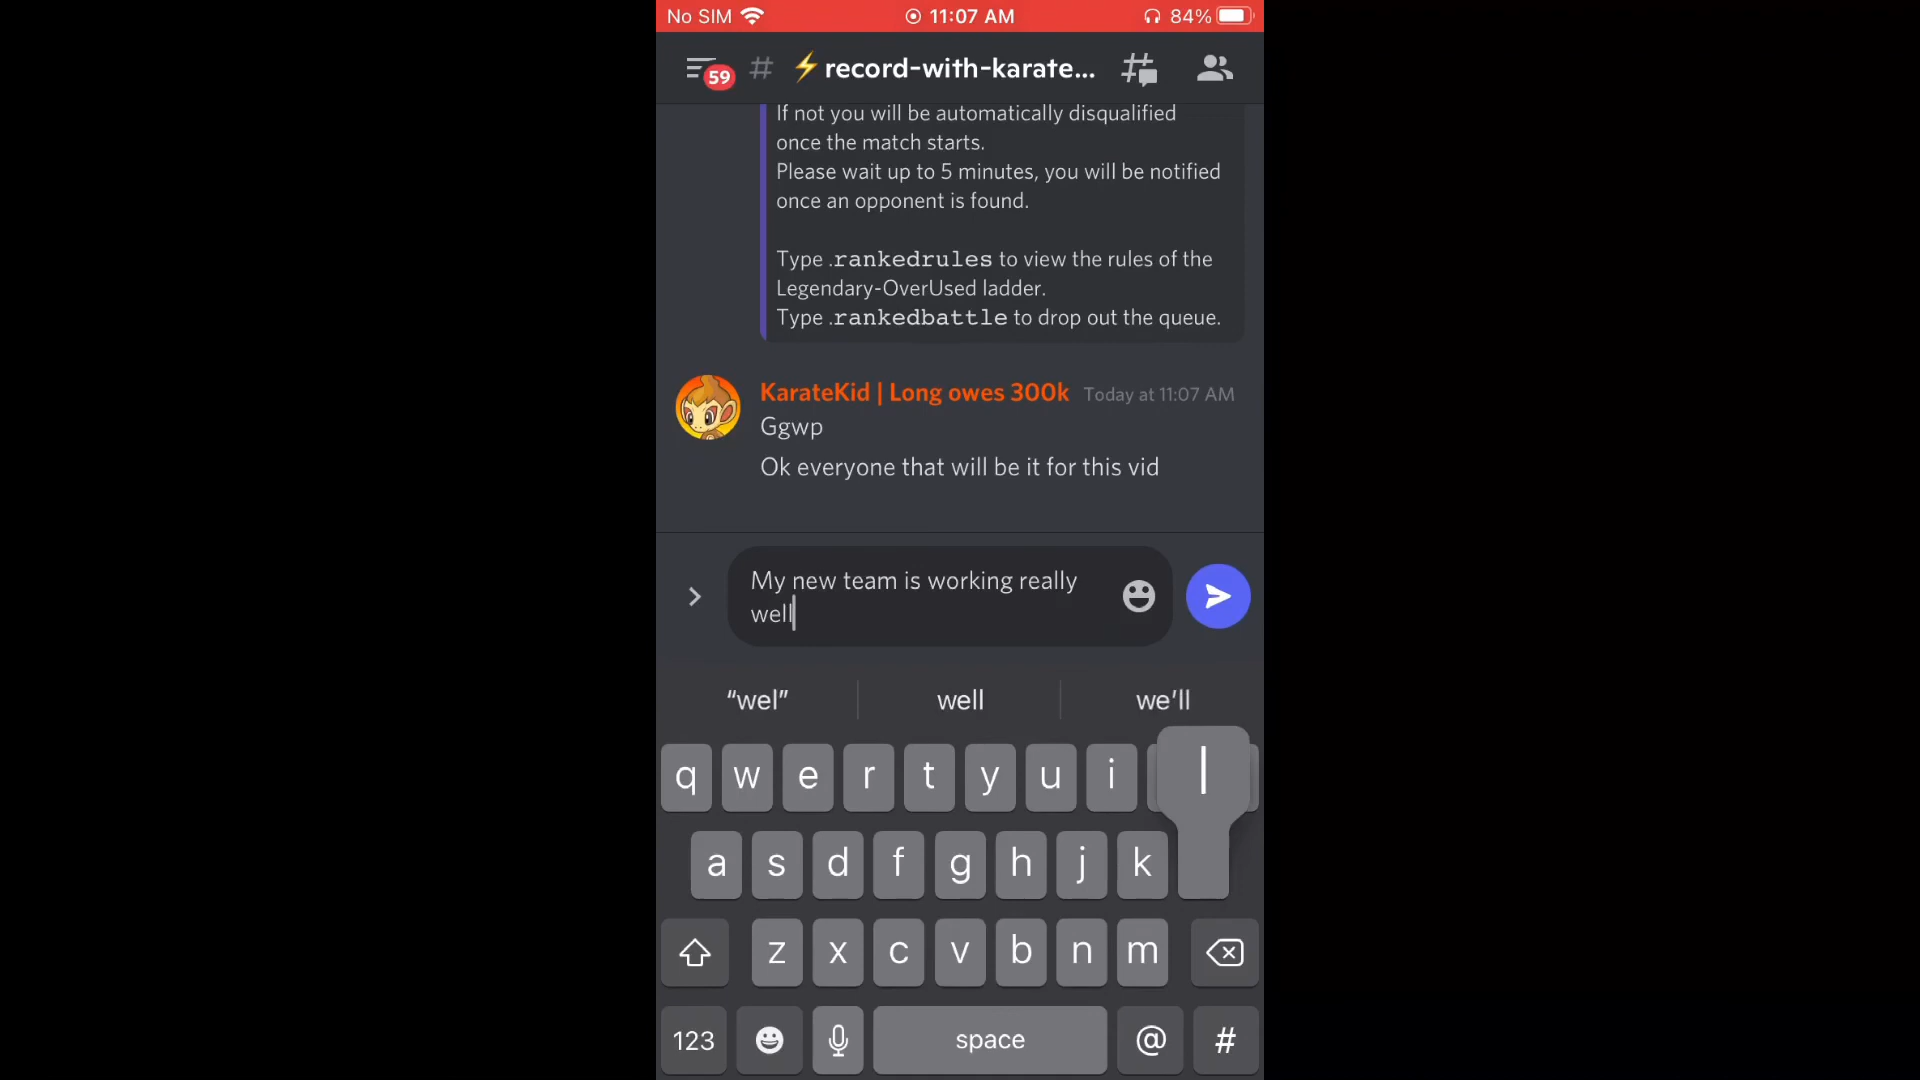 No SIM 11:07 AM 84%
59 # ⚡record-with-karate...
If not you will be automatically disqualified
once the match starts.
Please wait up to 5 minutes, you will be notified
once an opponent is found.
Type .rankedrules to view the rules of the
Legendary-OverUsed ladder.
Type .rankedbattle to drop out the queue.
KarateKid | Long owes 300k Today at 11:07 AM
Ggwp
Ok everyone that will be it for this vid
My new team is working really
well
“wel” well we’ll
q w e r t y u i l
a s d f g h j k
z x c v b n m
123 space @ #